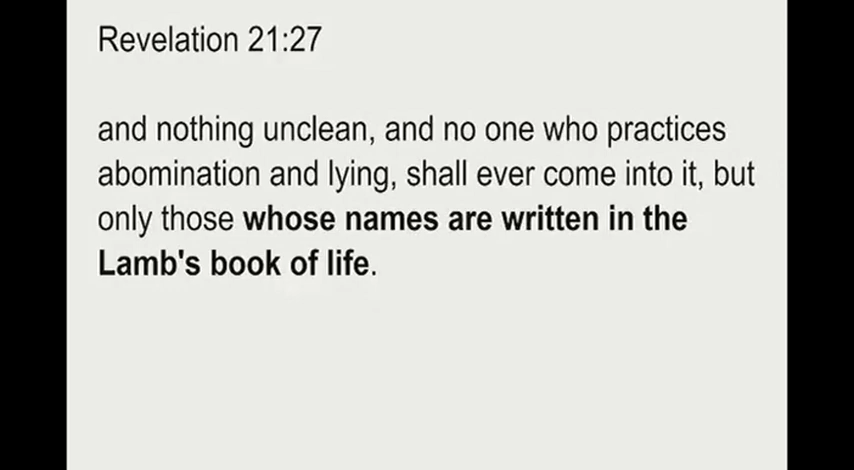 Revelation 21:27
and nothing unclean, and no one who practices
abomination and lying, shall ever come into it, but
only those whose names are written in the
Lamb's book of life.